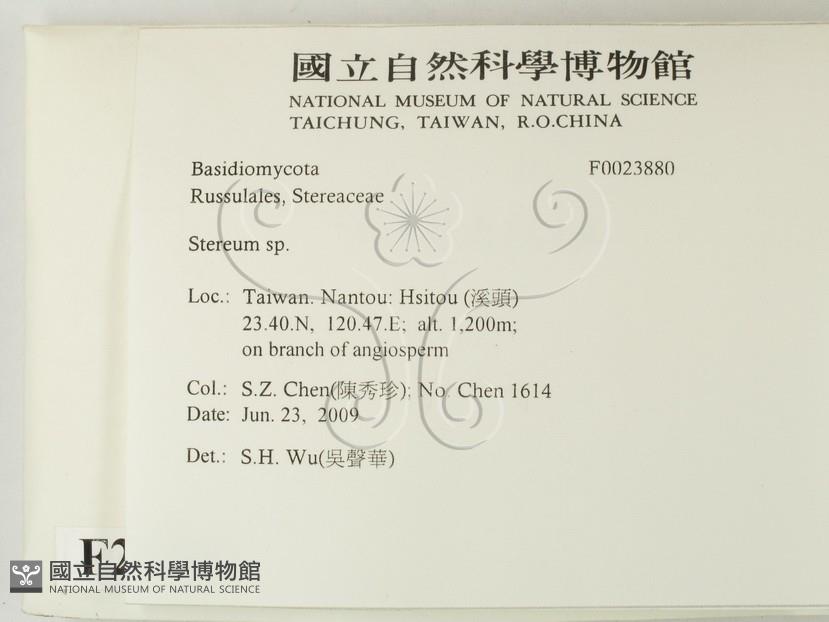 國立自然科學博物館
NATIONAL MUSEUM OF NATURAL SCIENCE
TAICHUNG, TAIWAN, R.O.CHINA
Basidiomycota F0023880
Russulales, Stereaceae
Stereum sp.
Loc.: Taiwan. Nantou: Hsitou (溪頭)
23.40.N, 120.47.E; alt. 1,200m;
on branch of angiosperm
Col.: S.Z. Chen(陳秀珍); No. Chen 1614
Date: Jun. 23, 2009
Det.: S.H. Wu(吳聲華)
F2
國立自然科學博物館
NATIONAL MUSEUM OF NATURAL SCIENCE